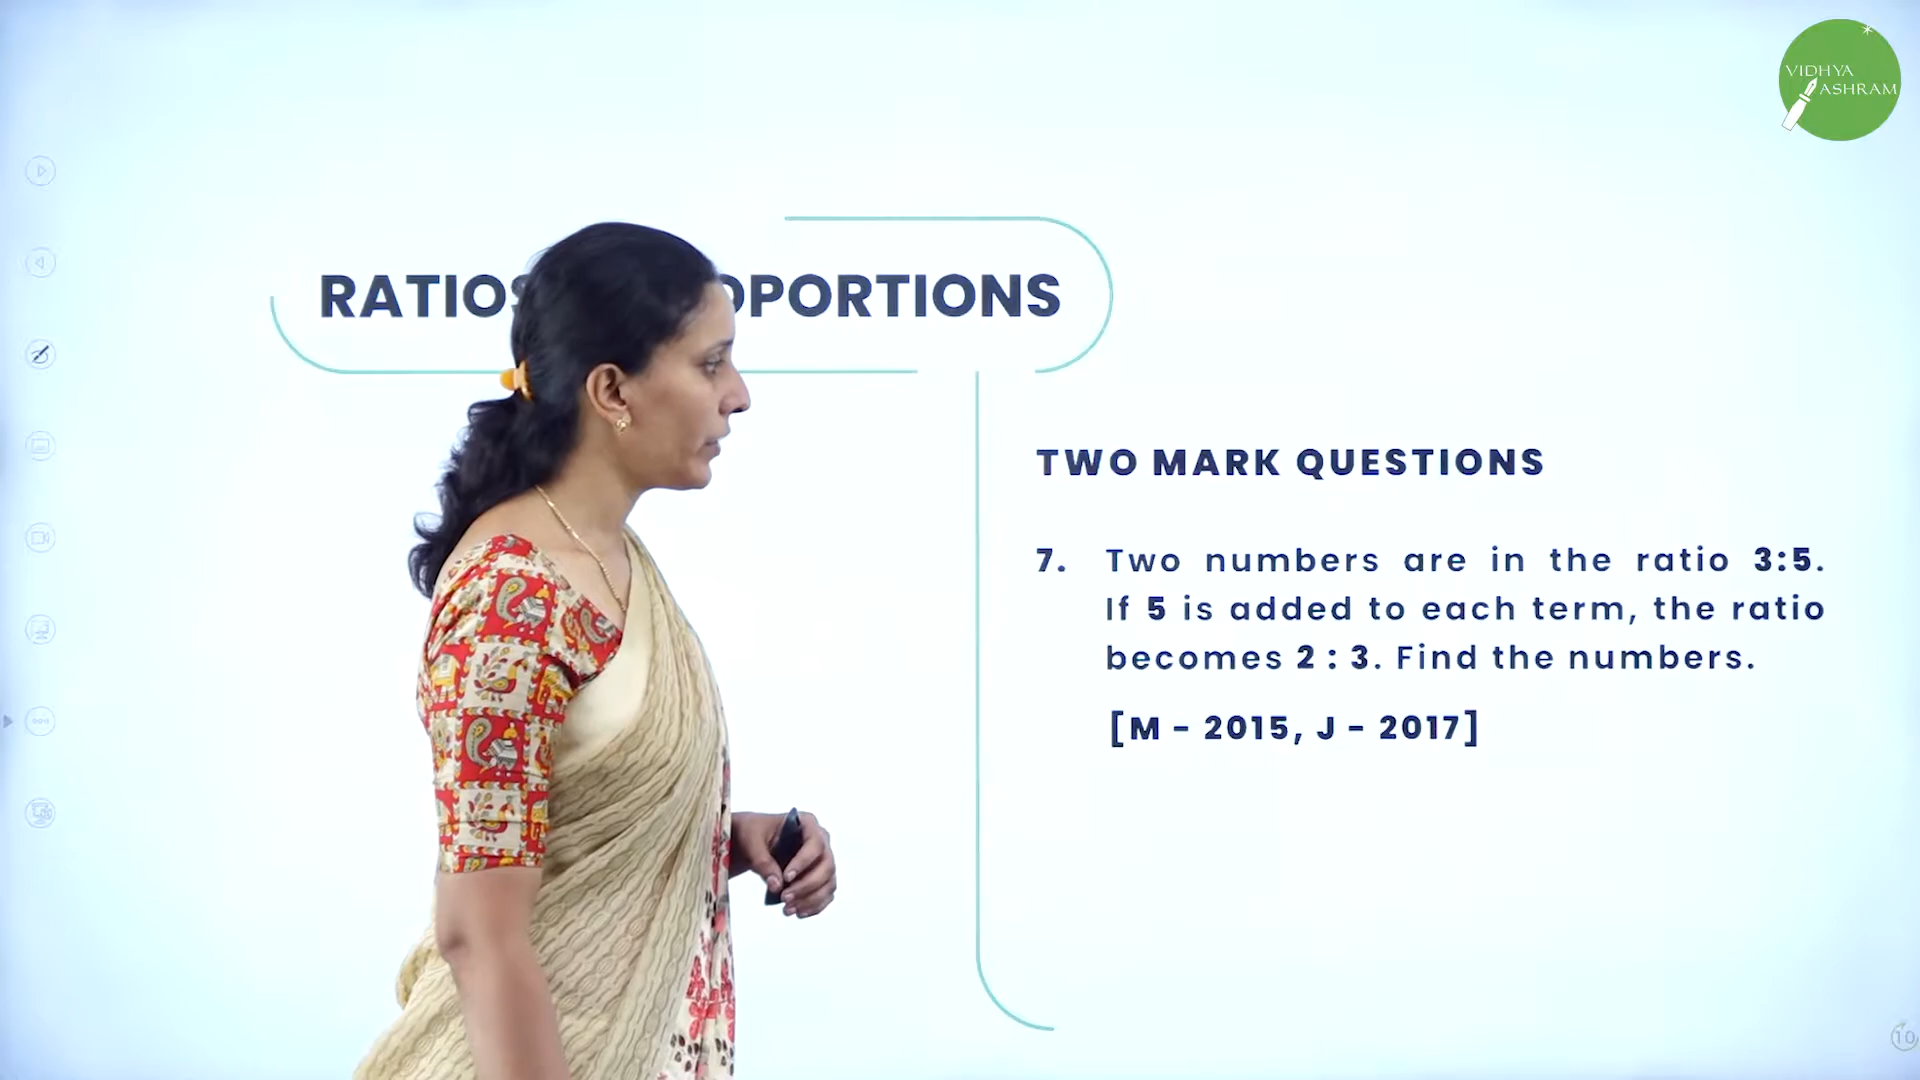 VIDHYA
ASHRAM
RATIOS
TWO MARK QUESTIONS
7. Two numbers are in the ratio 3:5.
If 5 is added to each term, the ratio
becomes 2 : 3. Find the numbers.
[M - 2015, J - 2017]
10